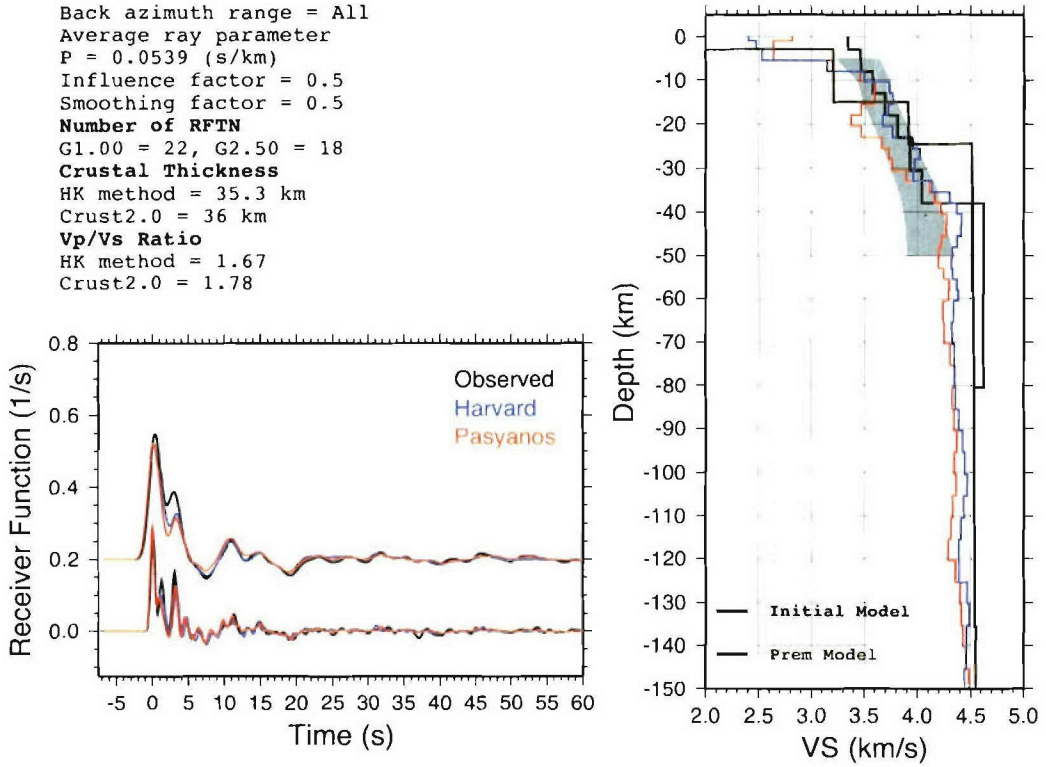 Back azimuth range = All
Average ray parameter
P = 0.0539 (s/km)
Influence factor = 0.5
Smoothing factor = 0.5
Number of RFTN
G1.00 = 22, G2.50 = 18
Crustal Thickness
HK method = 35.3 km
Crust2.0 = 36 km
Vp/Vs Ratio
HK method = 1.67
Crust2.0 = 1.78
0.8
0.6
0.4
0.2
0.0
Receiver Function (1/s)
Observed
Harvard
Pasyanos
-5 0 5 10 15 20 25 30 35 40 45 50 55 60
Time (s)
0
-10
-20
-30
-40
-50
-60
-70
-80
-90
-100
-110
-120
-130
-140
-150
Depth (km)
Initial Model
Prem Model
2.0 2.5 3.0 3.5 4.0 4.5 5.0
VS (km/s)